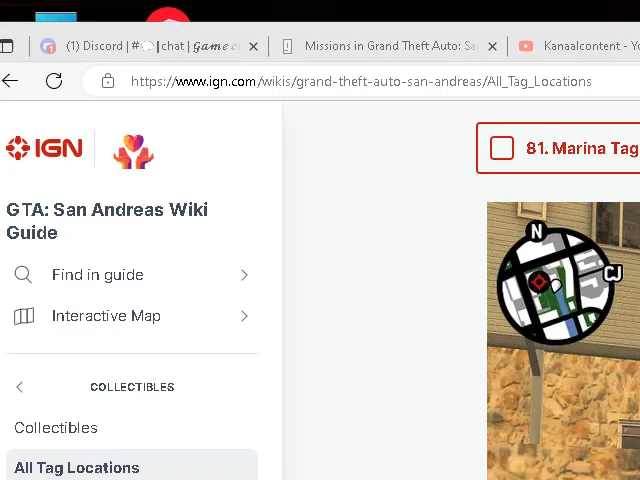 (1) Discord | #💭┃chat | 𝓖𝓪𝓶𝓮 𝓬
Missions in Grand Theft Auto: Sa
Kanaalcontent - Yo
https://www.ign.com/wikis/grand-theft-auto-san-andreas/All_Tag_Locations
IGN
81. Marina Tag
GTA: San Andreas Wiki
Guide
Find in guide
Interactive Map
COLLECTIBLES
Collectibles
All Tag Locations
N
CJ